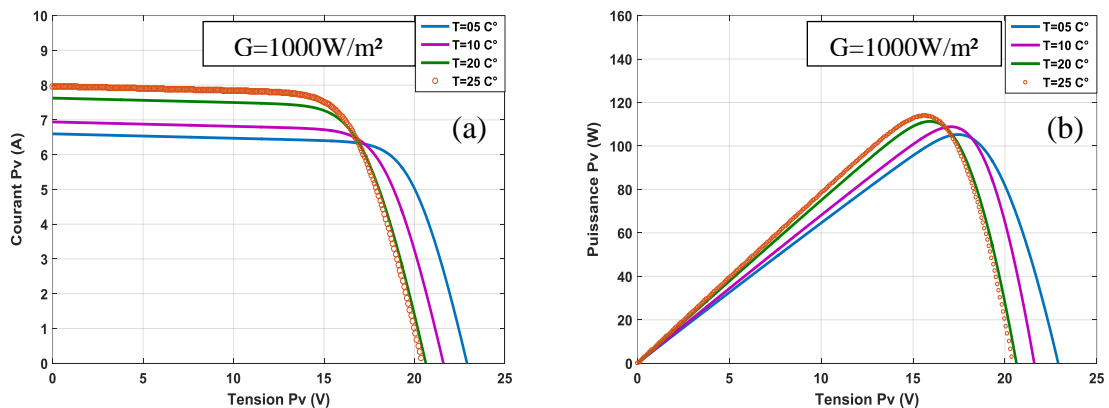 G=1000W/m²
T=05 C°
T=10 C°
T=20 C°
T=25 C°
(a)
10
9
8
7
6
5
4
3
2
1
0
0 5 10 15 20 25
Courant Pv (A)
Tension Pv (V)
G=1000W/m²
T=05 C°
T=10 C°
T=20 C°
T=25 C°
(b)
160
140
120
100
80
60
40
20
0
0 5 10 15 20 25
Puissance Pv (W)
Tension Pv (V)